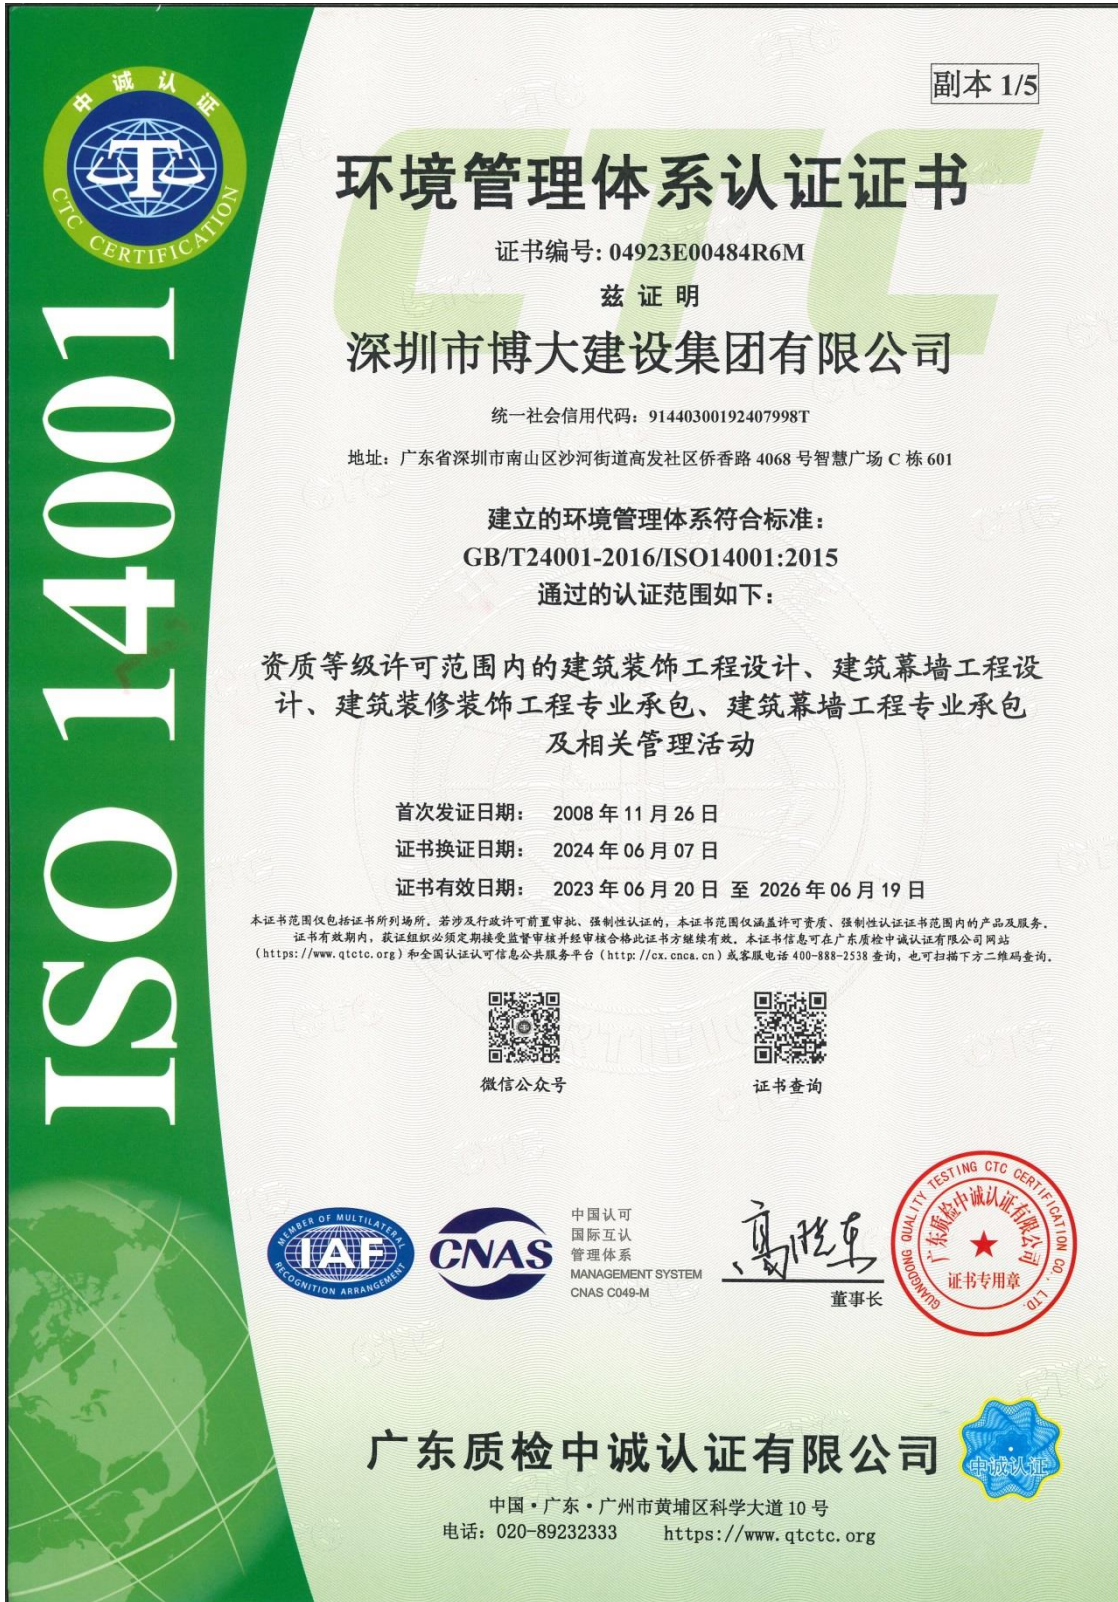 副本 1/5
中诚认证
CTC CERTIFICATION
ISO 14001
CTC
环境管理体系认证证书
证书编号: 04923E00484R6M
兹证明
深圳市博大建设集团有限公司
统一社会信用代码：91440300192407998T
地址：广东省深圳市南山区沙河街道高发社区侨香路 4068 号智慧广场 C 栋 601
建立的环境管理体系符合标准：
GB/T24001-2016/ISO14001:2015
通过的认证范围如下：
资质等级许可范围内的建筑装饰工程设计、建筑幕墙工程设
计、建筑装修装饰工程专业承包、建筑幕墙工程专业承包
及相关管理活动
首次发证日期： 2008 年 11 月 26 日
证书换证日期： 2024 年 06 月 07 日
证书有效日期： 2023 年 06 月 20 日 至 2026 年 06 月 19 日
本证书范围仅包括证书所列场所。若涉及行政许可前置审批、强制性认证的，本证书范围仅涵盖许可资质、强制性认证证书范围内的产品及服务。
证书有效期内，获证组织必须定期接受监督审核并经审核合格此证书方继续有效。本证书信息可在广东质检中诚认证有限公司网站
（https://www.qtctc.org）和全国认证认可信息公共服务平台（http://cx.cnca.cn）或客服电话 400-888-2538 查询，也可扫描下方二维码查询。
微信公众号
证书查询
MEMBER OF MULTILATERAL
IAF
RECOGNITION ARRANGEMENT
CNAS
中国认可
国际互认
管理体系
MANAGEMENT SYSTEM
CNAS C049-M
高晓东
董事长
GUANGDONG QUALITY TESTING CTC CERTIFICATION CO., LTD.
广东质检中诚认证有限公司
证书专用章
广东质检中诚认证有限公司
中诚认证
中国·广东·广州市黄埔区科学大道 10 号
电话：020-89232333 https://www.qtctc.org